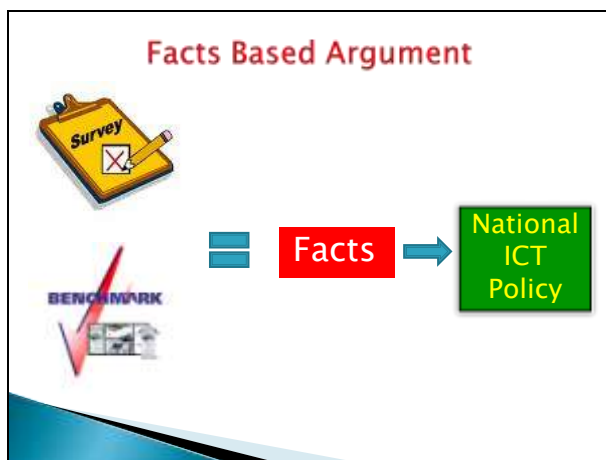 Facts Based Argument
Survey
BENCHMARK
Facts
National
ICT
Policy